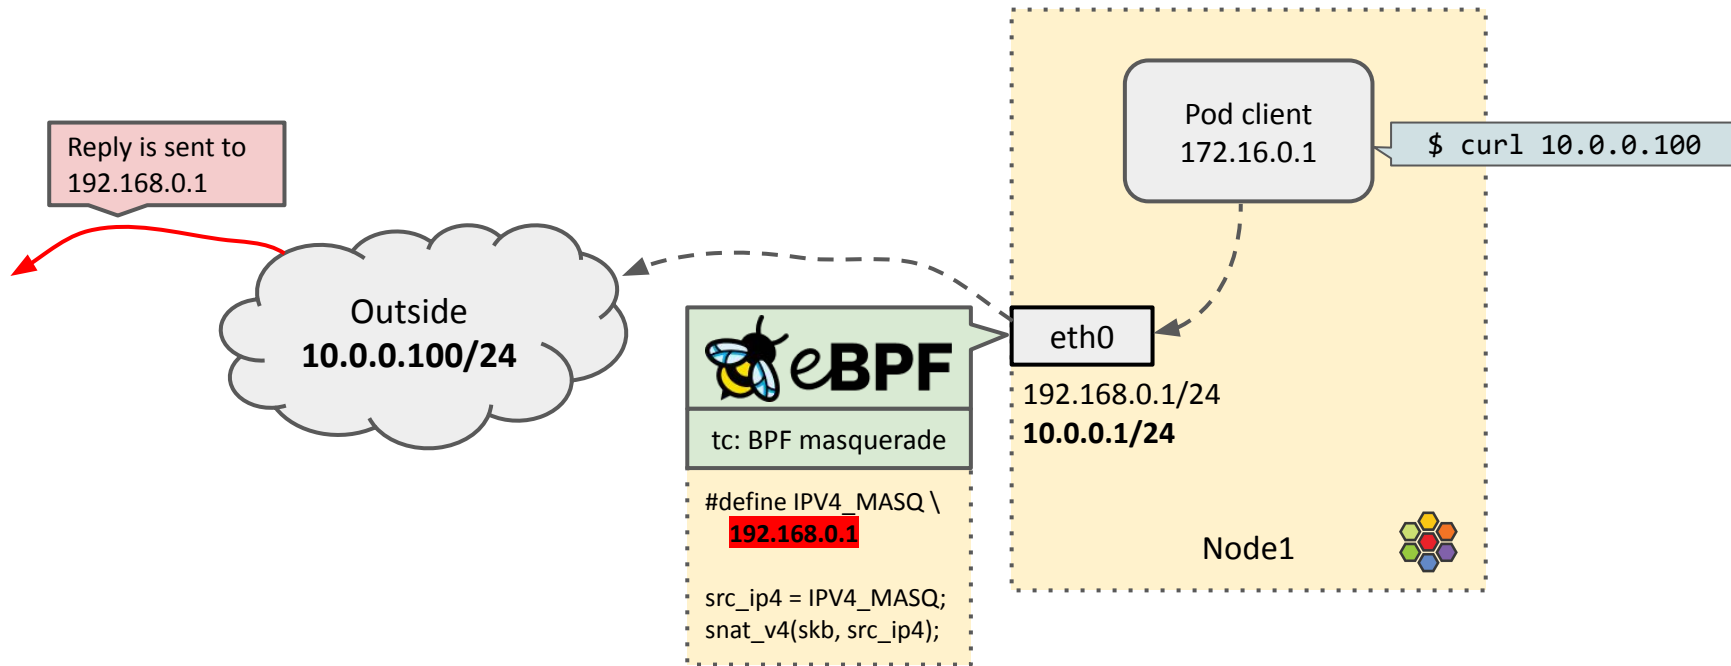 Pod client
172.16.0.1
$ curl 10.0.0.100
Reply is sent to
192.168.0.1
Outside
10.0.0.100/24
eBPF
eth0
192.168.0.1/24
10.0.0.1/24
tc: BPF masquerade
#define IPV4_MASQ \
192.168.0.1
src_ip4 = IPV4_MASQ;
snat_v4(skb, src_ip4);
Node1